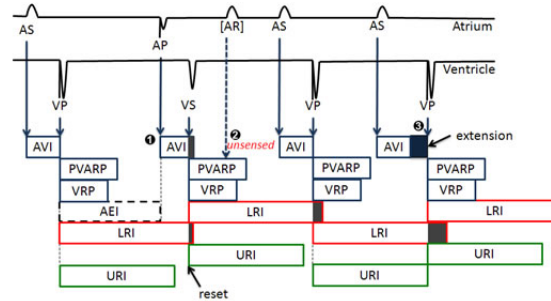 AS AP [AR] AS AS Atrium
Ventricle
VP VS VP VP
❶ ❷ ❸
AVI AVI unsensed AVI AVI extension
PVARP PVARP PVARP PVARP
VRP VRP VRP VRP
AEI LRI LRI
LRI LRI
URI URI
URI URI
reset